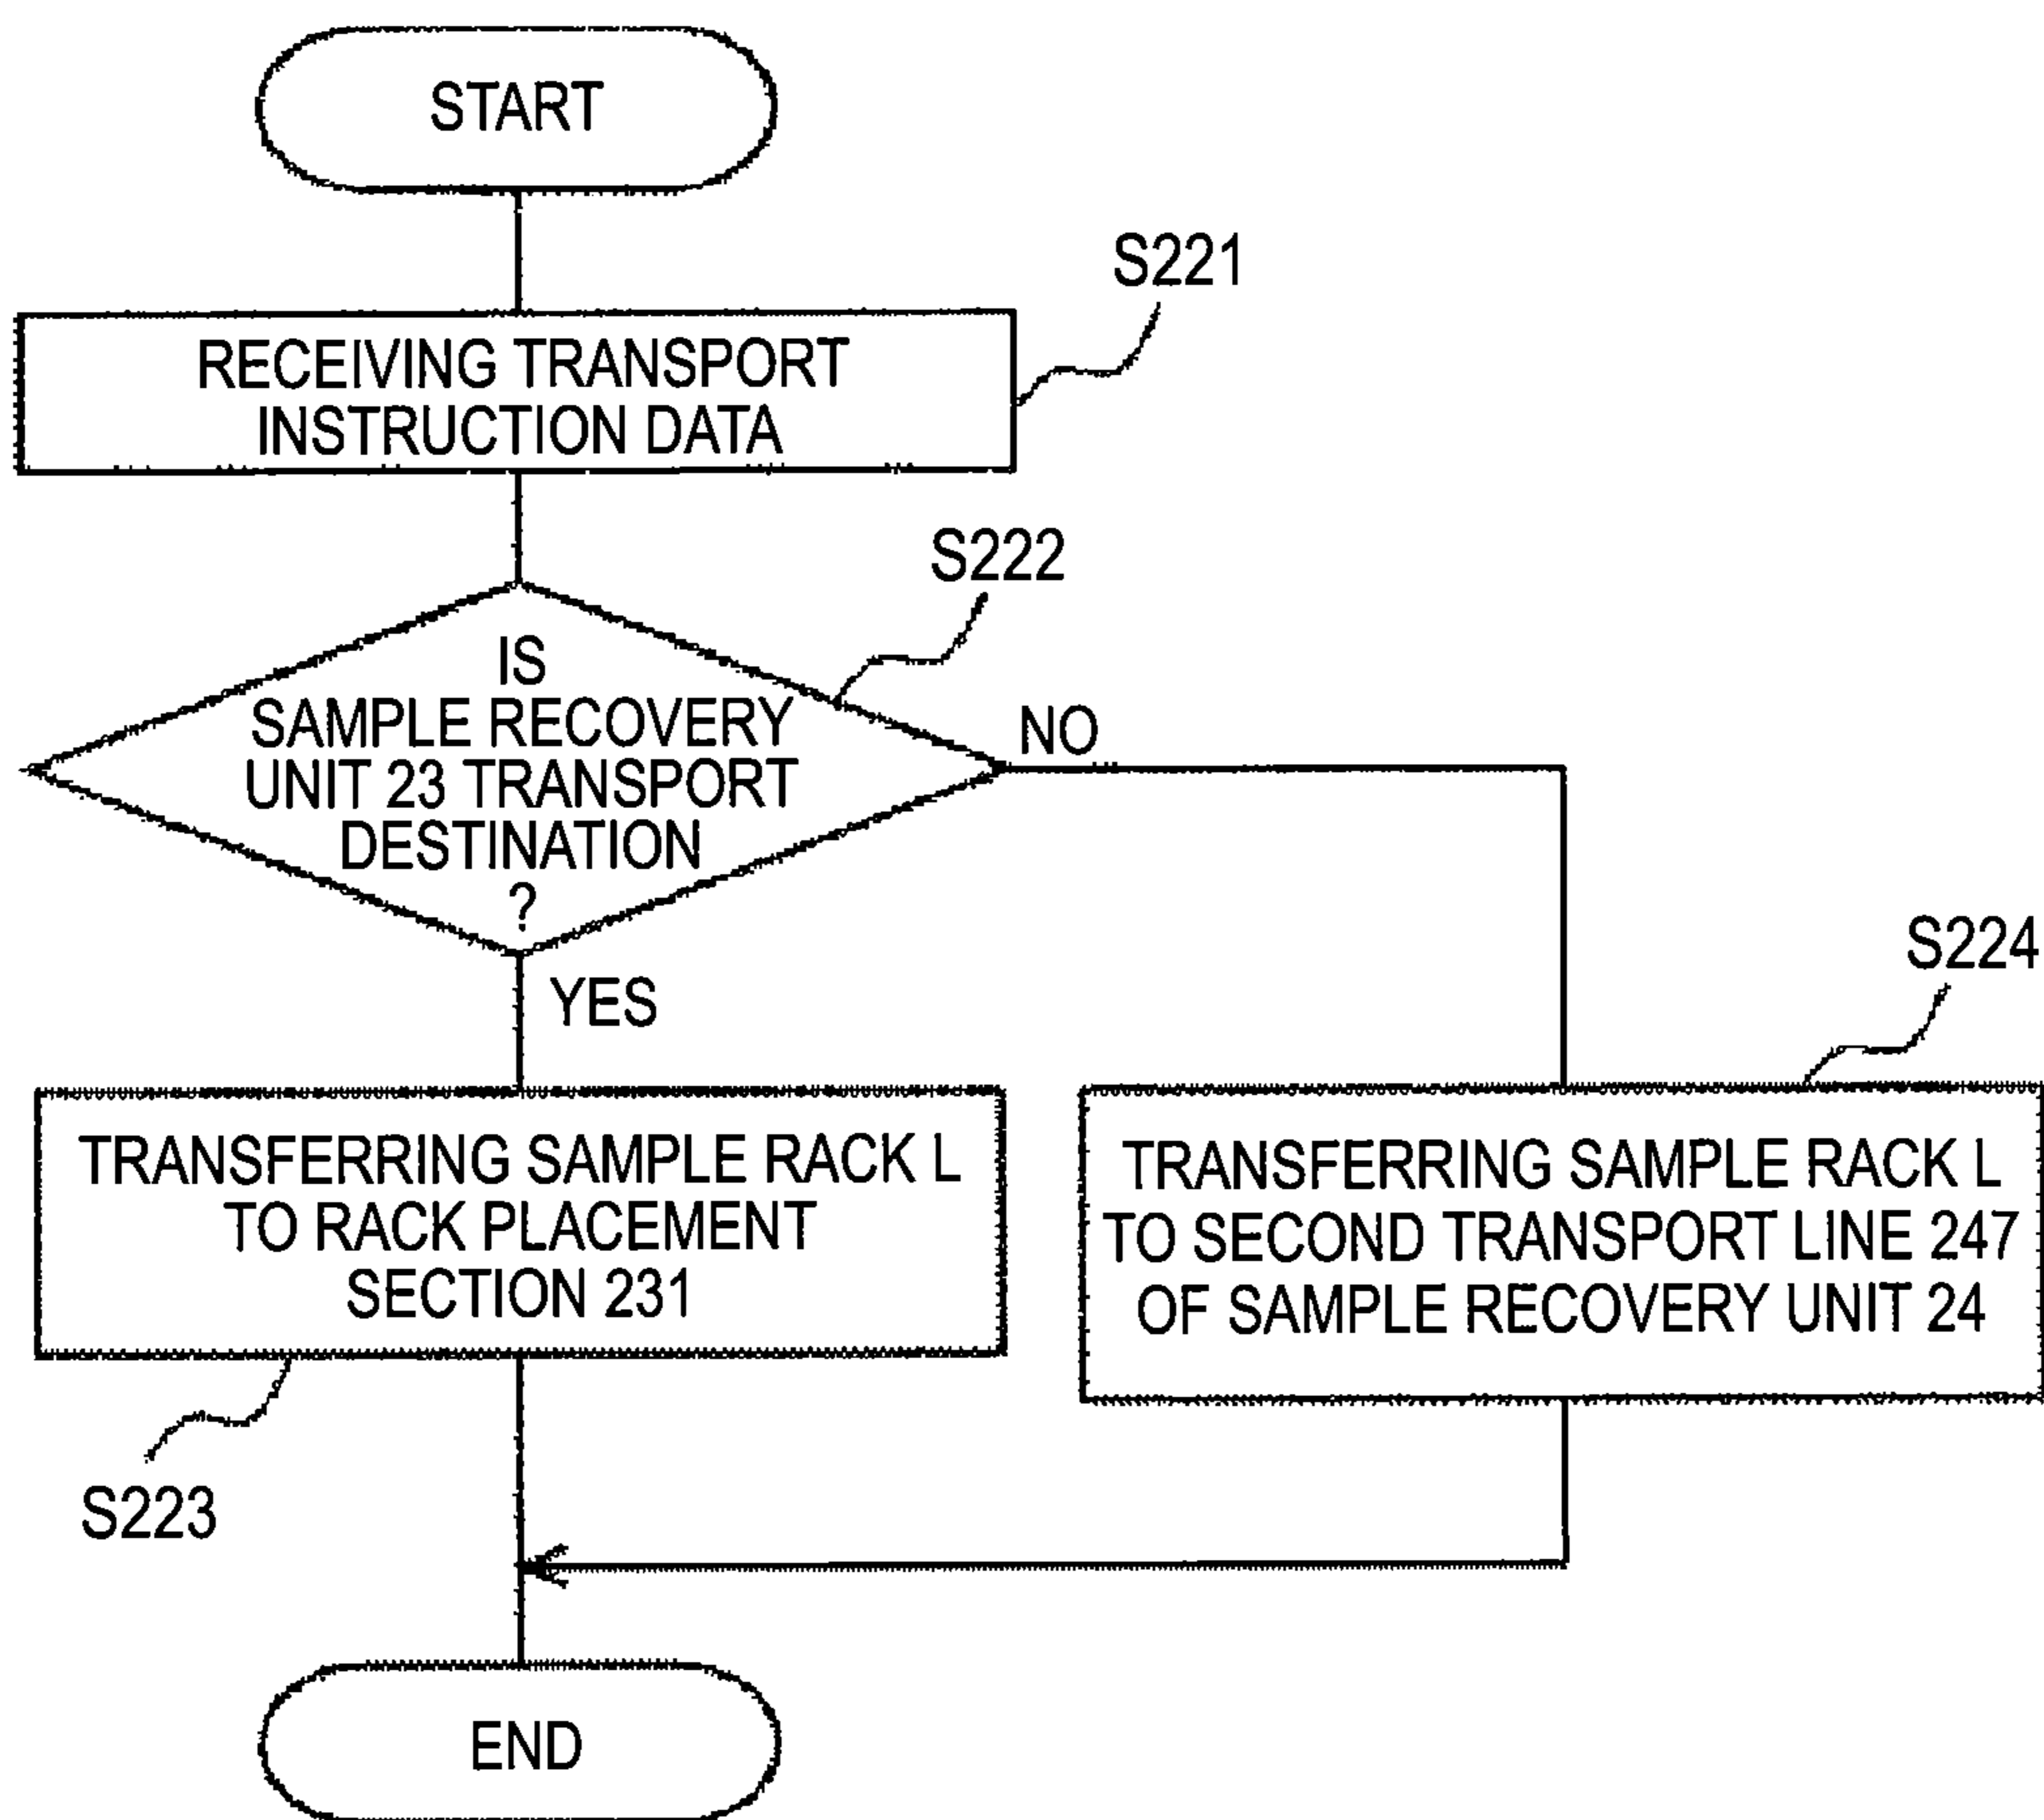 START
S221
RECEIVING TRANSPORT
INSTRUCTION DATA
S222
IS
SAMPLE RECOVERY
UNIT 23 TRANSPORT
DESTINATION
?
NO
YES
S224
TRANSFERRING SAMPLE RACK L
TO RACK PLACEMENT
SECTION 231
TRANSFERRING SAMPLE RACK L
TO SECOND TRANSPORT LINE 247
OF SAMPLE RECOVERY UNIT 24
S223
END